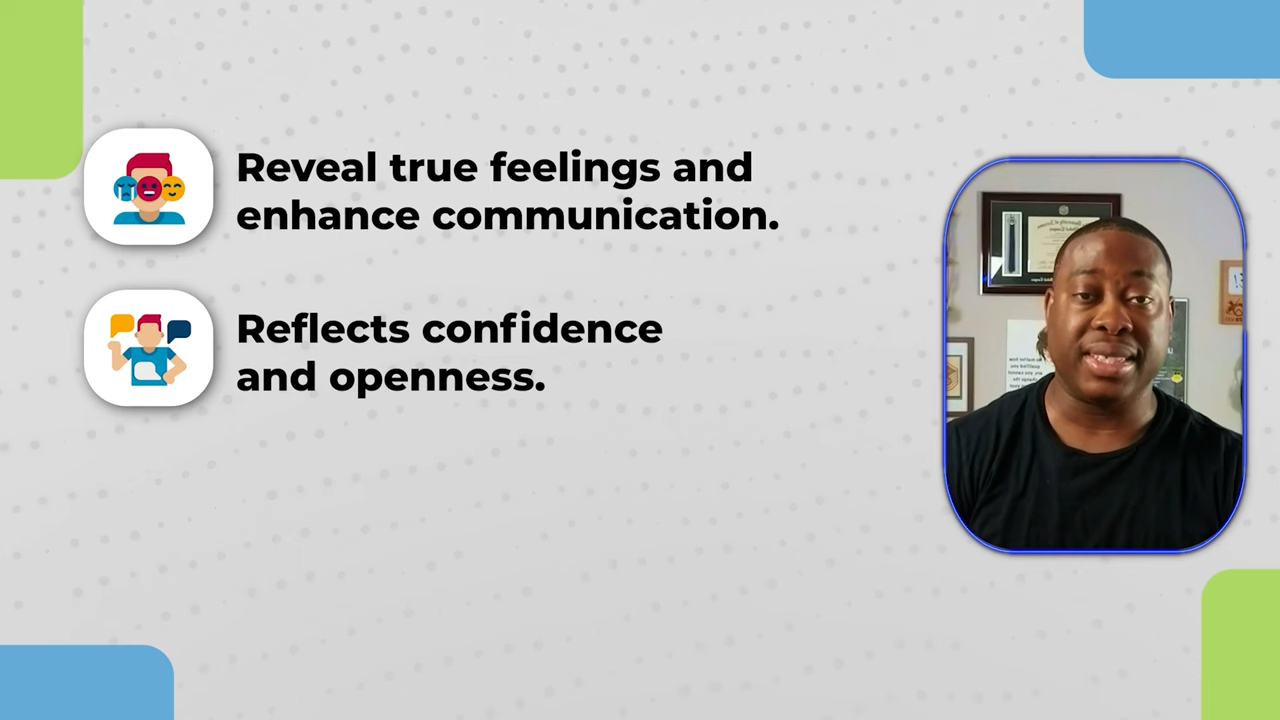 Reveal true feelings and
enhance communication.
Reflects confidence
and openness.